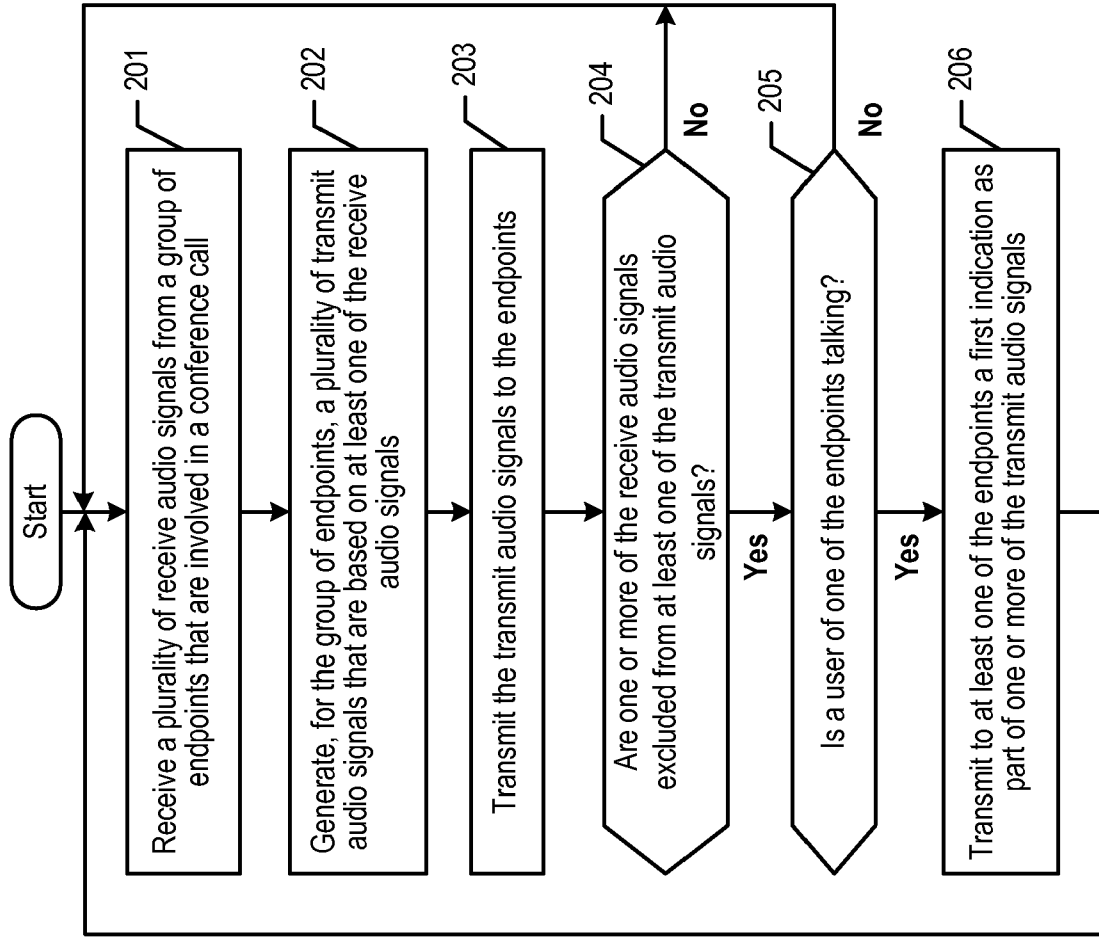 Start
201
Receive a plurality of receive audio signals from a group of
endpoints that are involved in a conference call
202
Generate, for the group of endpoints, a plurality of transmit
audio signals that are based on at least one of the receive
audio signals
203
Transmit the transmit audio signals to the endpoints
204
Are one or more of the receive audio signals
excluded from at least one of the transmit audio
signals?
No
Yes
205
Is a user of one of the endpoints talking?
No
Yes
206
Transmit to at least one of the endpoints a first indication as
part of one or more of the transmit audio signals